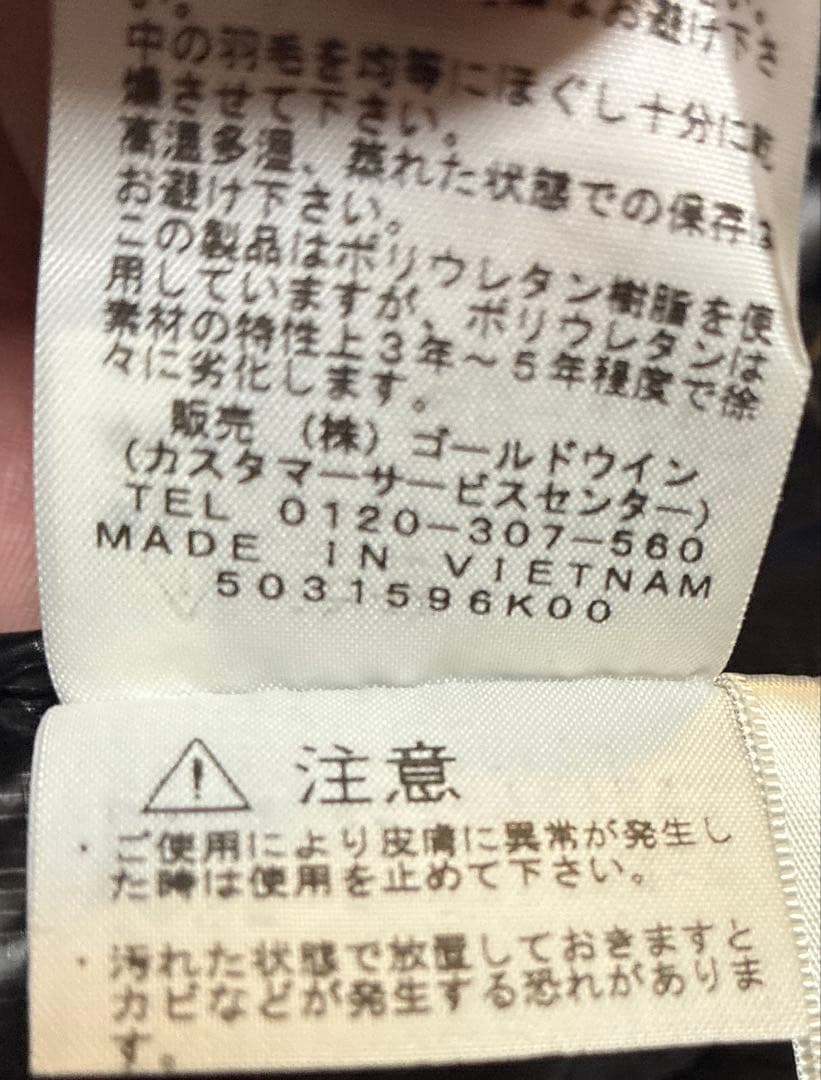 い。
なお避け下さ
中の羽毛を均等にほぐし十分に乾
燥させて下さい。
高温多湿、蒸れた状態での保存は
お避け下さい。
この製品はポリウレタン樹脂を使
用していますが、ポリウレタンは
素材の特性上3年～5年程度で徐
々に劣化します。
販売 (株)ゴールドウイン
(カスタマーサービスセンター)
TEL 0120-307-560
MADE IN VIETNAM
5031596K00
注意
・ご使用により皮膚に異常が発生し
た時は使用を止めて下さい。
・汚れた状態で放置しておきますと
カビなどが発生する恐れがありま
す。